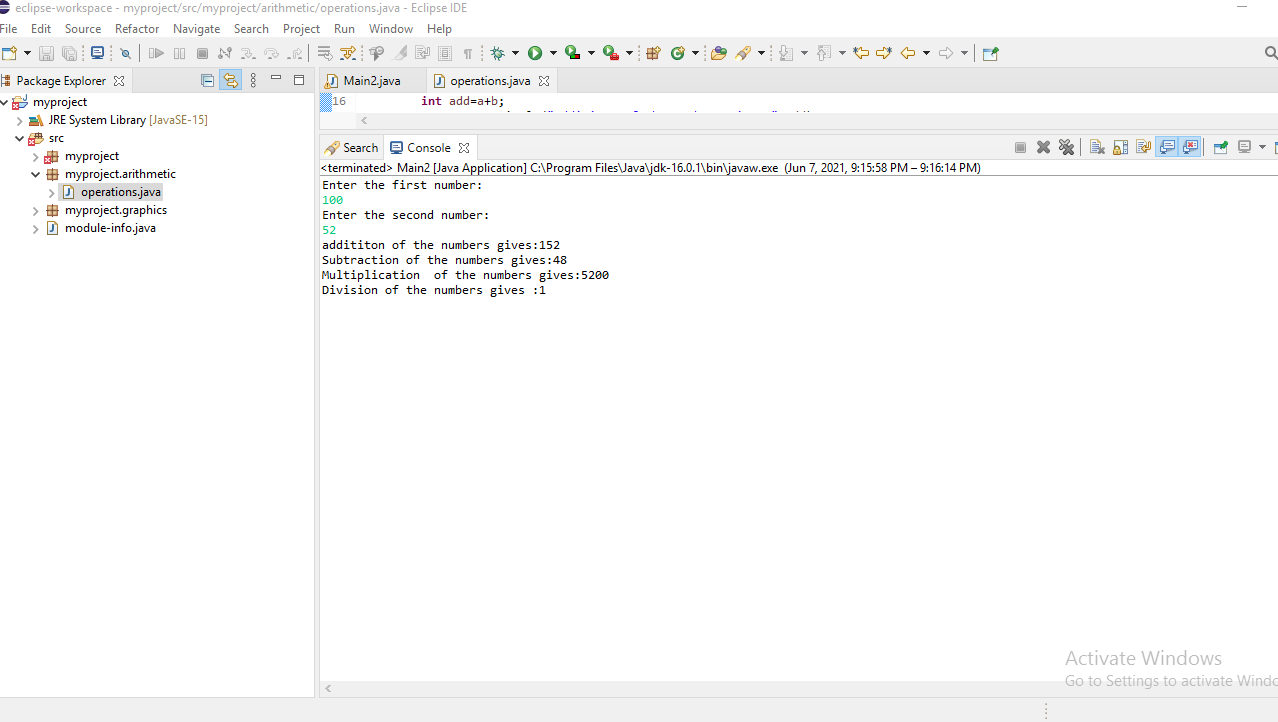 eclipse-workspace - myproject/src/myproject/arithmetic/operations.java - Eclipse IDE
File Edit Source Refactor Navigate Search Project Run Window Help
Package Explorer
Main2.java operations.java
myproject
JRE System Library [JavaSE-15]
src
myproject
myproject.arithmetic
operations.java
myproject.graphics
module-info.java
16 int add=a+b;
Search Console
<terminated> Main2 [Java Application] C:\Program Files\Java\jdk-16.0.1\bin\javaw.exe (Jun 7, 2021, 9:15:58 PM – 9:16:14 PM)
Enter the first number:
100
Enter the second number:
52
addititon of the numbers gives:152
Subtraction of the numbers gives:48
Multiplication  of the numbers gives:5200
Division of the numbers gives :1
Activate Windows
Go to Settings to activate Windo